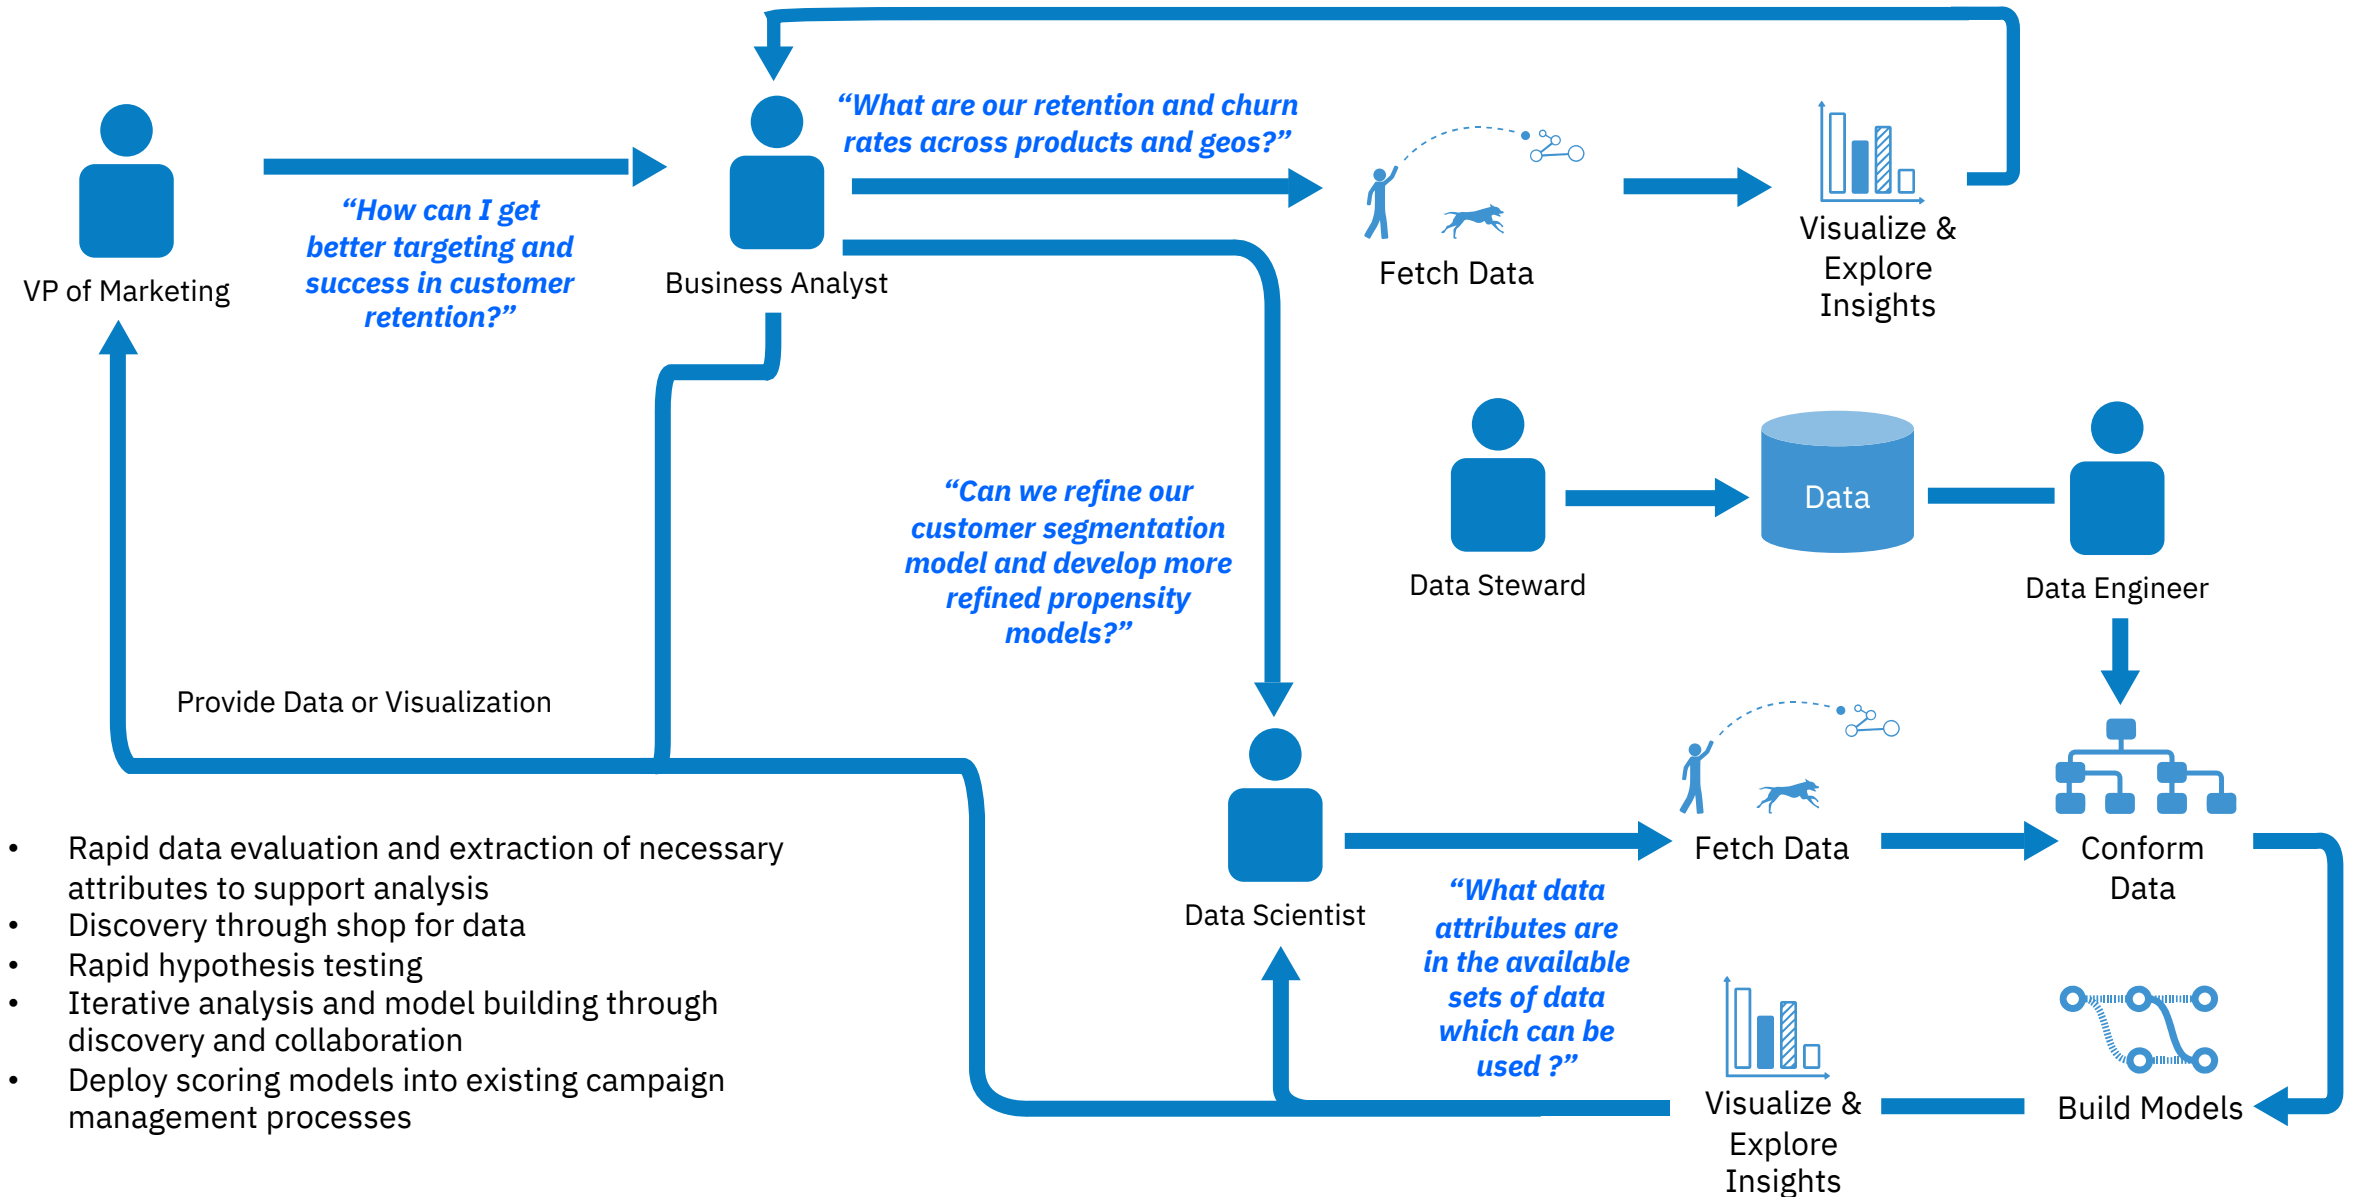 “What are our retention and churn
rates across products and geos?”
“How can I get
better targeting and
success in customer
retention?”
VP of Marketing
Business Analyst
Fetch Data
Visualize &
Explore
Insights
“Can we refine our
customer segmentation
model and develop more
refined propensity
models?”
Data
Data Steward
Data Engineer
Provide Data or Visualization
• Rapid data evaluation and extraction of necessary
attributes to support analysis
• Discovery through shop for data
• Rapid hypothesis testing
• Iterative analysis and model building through
discovery and collaboration
• Deploy scoring models into existing campaign
management processes
Data Scientist
Fetch Data
Conform
Data
“What data
attributes are
in the available
sets of data
which can be
used ?”
Visualize &
Explore
Insights
Build Models